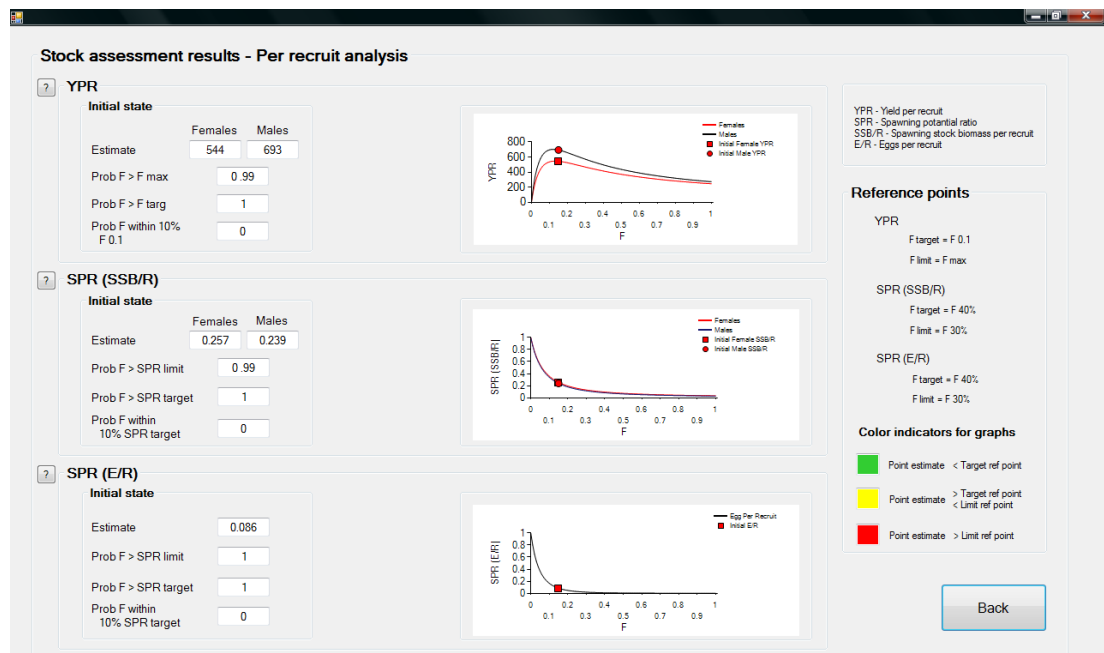 Stock assessment results - Per recruit analysis
? YPR
Initial state
Females Males
Estimate 544 693
Prob F > F max 0.99
Prob F > F targ 1
Prob F within 10% 0
F 0.1
Females
Males
Initial Female YPR
Initial Male YPR
YPR
800
600
400
200
0
0 0.2 0.4 0.6 0.8 1
0.1 0.3 0.5 0.7 0.9
F
? SPR (SSB/R)
Initial state
Females Males
Estimate 0.257 0.239
Prob F > SPR limit 0.99
Prob F > SPR target 1
Prob F within
10% SPR target 0
Females
Males
Initial Female SSB/R
Initial Male SSB/R
SPR (SSB/R)
1
0.8
0.6
0.4
0.2
0
0 0.2 0.4 0.6 0.8 1
0.1 0.3 0.5 0.7 0.9
F
? SPR (E/R)
Initial state
Estimate 0.086
Prob F > SPR limit 1
Prob F > SPR target 1
Prob F within
10% SPR target 0
Egg Per Recruit
Initial E/R
SPR (E/R)
1
0.8
0.6
0.4
0.2
0
0 0.2 0.4 0.6 0.8 1
0.1 0.3 0.5 0.7 0.9
F
YPR - Yield per recruit
SPR - Spawning potential ratio
SSB/R - Spawning stock biomass per recruit
E/R - Eggs per recruit
Reference points
YPR
F target = F 0.1
F limit = F max
SPR (SSB/R)
F target = F 40%
F limit = F 30%
SPR (E/R)
F target = F 40%
F limit = F 30%
Color indicators for graphs
Point estimate < Target ref point
Point estimate > Target ref point
< Limit ref point
Point estimate > Limit ref point
Back